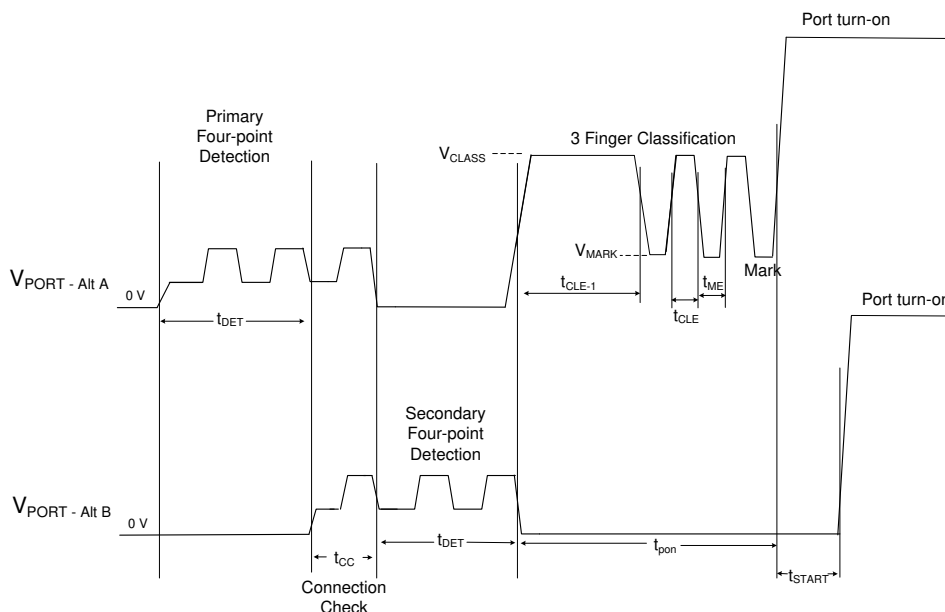 Port turn-on
Primary
Four-point
Detection
3 Finger Classification
VCLASS
VMARK
Mark
VPORT - Alt A
0 V
tDET
tCLE-1
tCLE
tME
Port turn-on
Secondary
Four-point
Detection
VPORT - Alt B
0 V
tCC
tDET
tpon
tSTART
Connection
Check